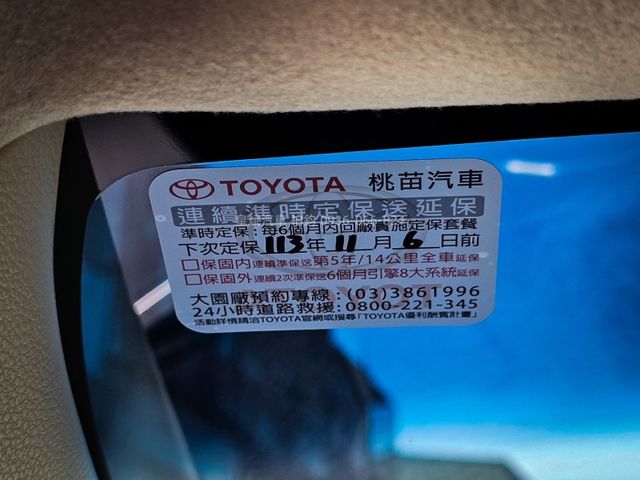 TOYOTA 桃苗汽車
連續準時定保送延保
準時定保：每6個月內回廠實施定保套餐
下次定保113年11月6日前
□保固內連續準保送第5年/14公里全車延保
□保固外連續2次準保送6個月引擎8大系統延保
大園廠預約專線：(03)3861996
24小時道路救援：0800-221-345
活動詳情請洽TOYOTA官網或搜尋「TOYOTA優利酬賓計畫」